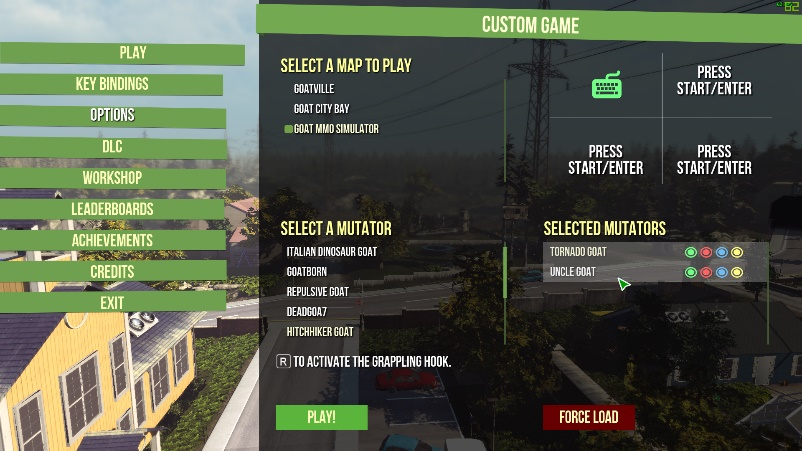 62
CUSTOM GAME
PLAY
KEY BINDINGS
OPTIONS
DLC
WORKSHOP
LEADERBOARDS
ACHIEVEMENTS
CREDITS
EXIT
SELECT A MAP TO PLAY
GOATVILLE
GOAT CITY BAY
GOAT MMO SIMULATOR
PRESS
START/ENTER
PRESS
START/ENTER
PRESS
START/ENTER
SELECT A MUTATOR
ITALIAN DINOSAUR GOAT
GOATBORN
REPULSIVE GOAT
DEADGOA7
HITCHHIKER GOAT
SELECTED MUTATORS
TORNADO GOAT
UNCLE GOAT
R TO ACTIVATE THE GRAPPLING HOOK.
PLAY!
FORCE LOAD